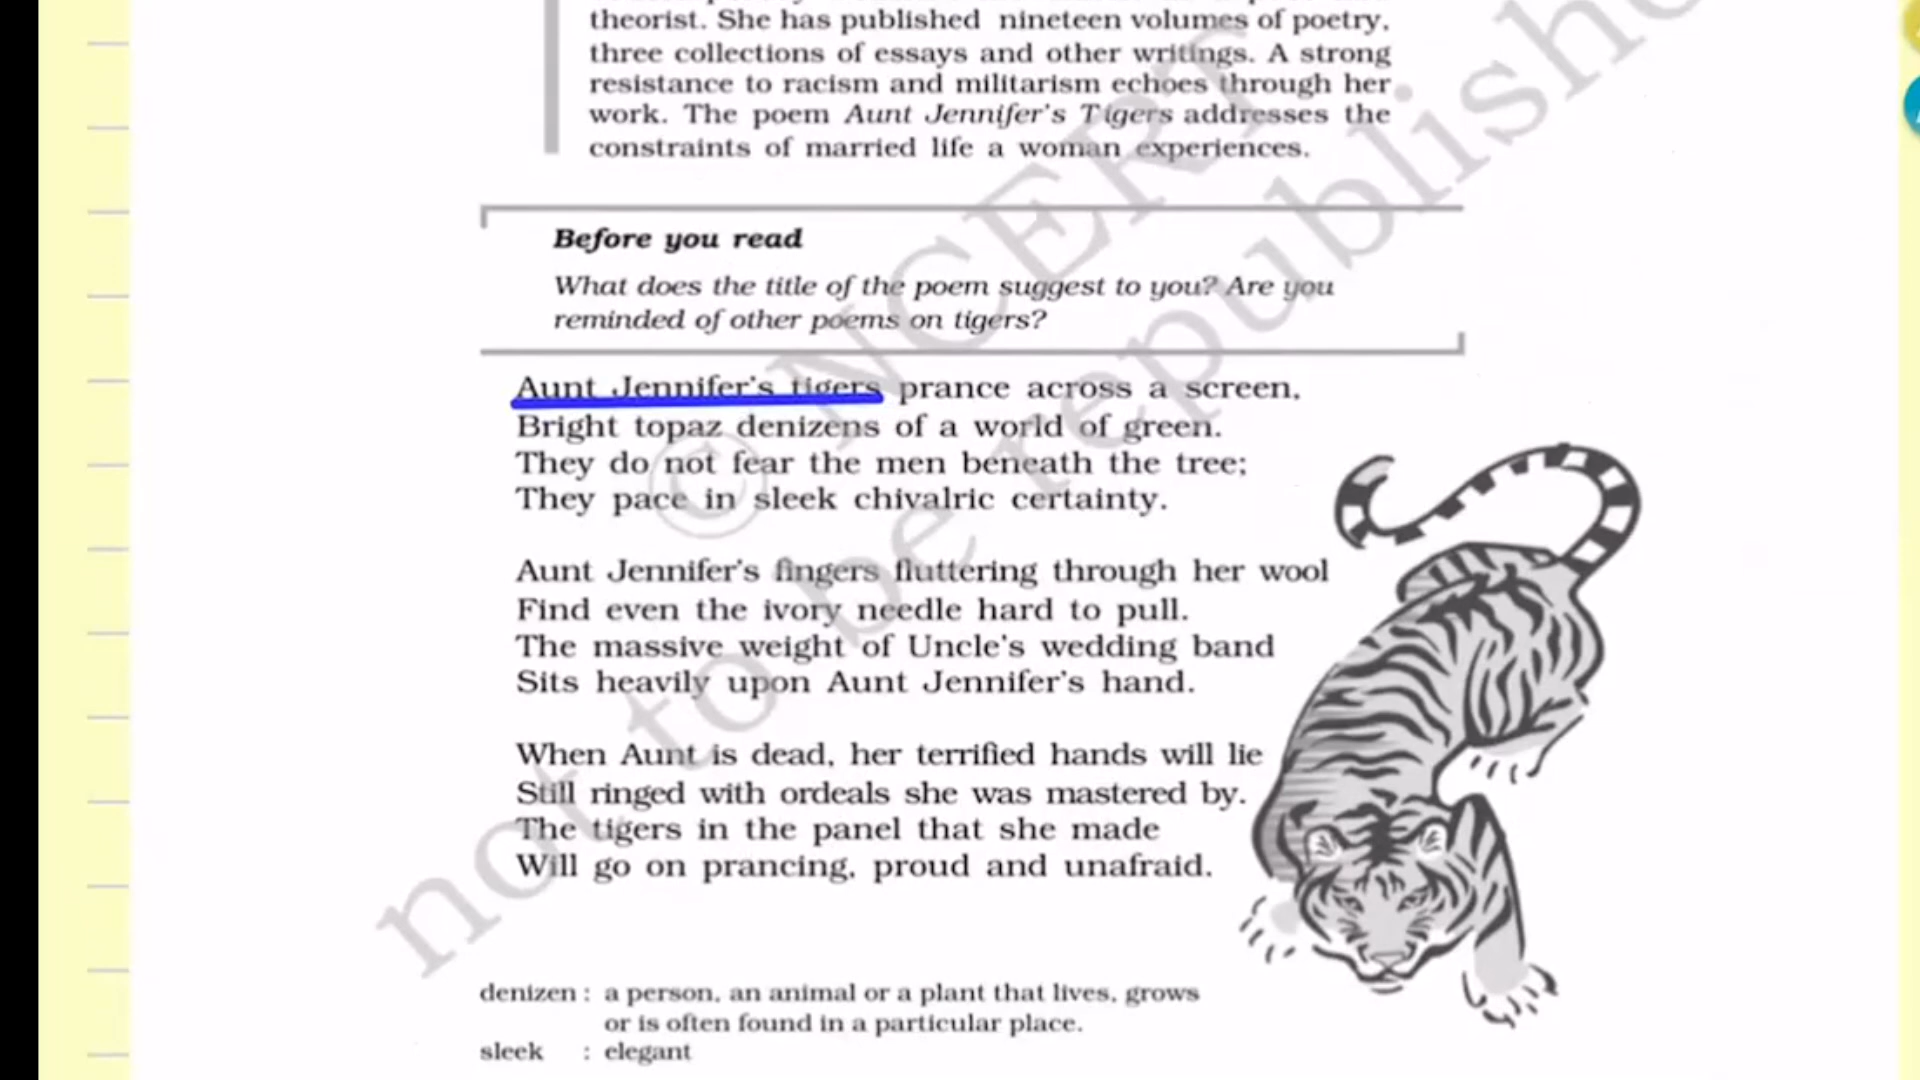 theorist. She has published nineteen volumes of poetry,
three collections of essays and other writings. A strong
resistance to racism and militarism echoes through her
work. The poem Aunt Jennifer's Tigers addresses the
constraints of married life a woman experiences.
Before you read
What does the title of the poem suggest to you? Are you
reminded of other poems on tigers?
Aunt Jennifer's tigers prance across a screen,
Bright topaz denizens of a world of green.
They do not fear the men beneath the tree;
They pace in sleek chivalric certainty.
Aunt Jennifer's fingers fluttering through her wool
Find even the ivory needle hard to pull.
The massive weight of Uncle's wedding band
Sits heavily upon Aunt Jennifer's hand.
When Aunt is dead, her terrified hands will lie
Still ringed with ordeals she was mastered by.
The tigers in the panel that she made
Will go on prancing, proud and unafraid.
denizen : a person, an animal or a plant that lives, grows
or is often found in a particular place.
sleek : elegant
© NCERT
not to be republished